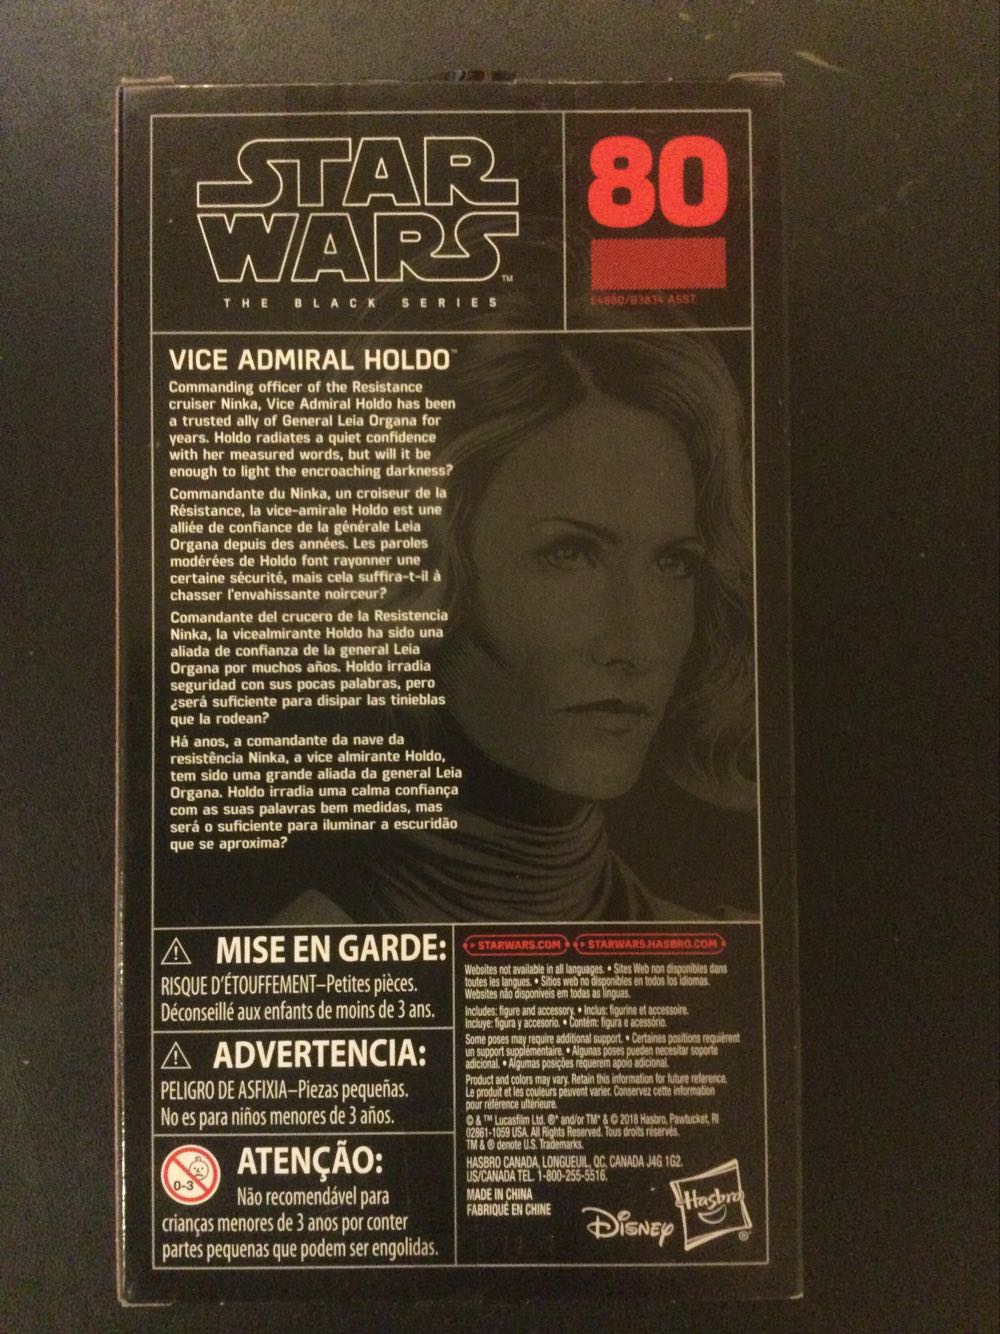 STAR
WARS™
THE BLACK SERIES
80
E4880/B3834 ASST.
VICE ADMIRAL HOLDO™
Commanding officer of the Resistance
cruiser Ninka, Vice Admiral Holdo has been
a trusted ally of General Leia Organa for
years. Holdo radiates a quiet confidence
with her measured words, but will it be
enough to light the encroaching darkness?
Commandante du Ninka, un croiseur de la
Résistance, la vice-amirale Holdo est une
alliée de confiance de la générale Leia
Organa depuis des années. Les paroles
modérées de Holdo font rayonner une
certaine sécurité, mais cela suffira-t-il à
chasser l'envahissante noirceur?
Comandante del crucero de la Resistencia
Ninka, la vicealmirante Holdo ha sido una
aliada de confianza de la general Leia
Organa por muchos años. Holdo irradia
seguridad con sus pocas palabras, pero
¿será suficiente para disipar las tinieblas
que la rodean?
Há anos, a comandante da nave da
resistência Ninka, a vice almirante Holdo,
tem sido uma grande aliada da general Leia
Organa. Holdo irradia uma calma confiança
com as suas palavras bem medidas, mas
será o suficiente para iluminar a escuridão
que se aproxima?
MISE EN GARDE:
RISQUE D'ÉTOUFFEMENT–Petites pièces.
Déconseillé aux enfants de moins de 3 ans.
ADVERTENCIA:
PELIGRO DE ASFIXIA–Piezas pequeñas.
No es para niños menores de 3 años.
0-3
ATENÇÃO:
Não recomendável para
crianças menores de 3 anos por conter
partes pequenas que podem ser engolidas.
STARWARS.COM STARWARS.HASBRO.COM
Websites not available in all languages. • Sites Web non disponibles dans
toutes les langues. • Sitios web no disponibles en todos los idiomas.
Websites não disponíveis em todas as línguas.
Includes: figure and accessory. • Inclus: figurine et accessoire.
Incluye: figura y accesorio. • Contém: figura e acessório.
Some poses may require additional support. • Certaines positions requièrent
un support supplémentaire. • Algunas poses pueden necesitar soporte
adicional. • Algumas posições requerem apoio adicional.
Product and colors may vary. Retain this information for future reference.
Le produit et les couleurs peuvent varier. Conservez cette information
pour référence ultérieure.
© & ™ Lucasfilm Ltd. ®* and/or TM* & © 2018 Hasbro, Pawtucket, RI
02861-1059 USA. All Rights Reserved. Tous droits réservés.
TM & ® denote U.S. Trademarks.
HASBRO CANADA, LONGUEUIL, QC, CANADA J4G 1G2.
US/CANADA TEL. 1-800-255-5516.
MADE IN CHINA
FABRIQUÉ EN CHINE
DISNEY
Hasbro®